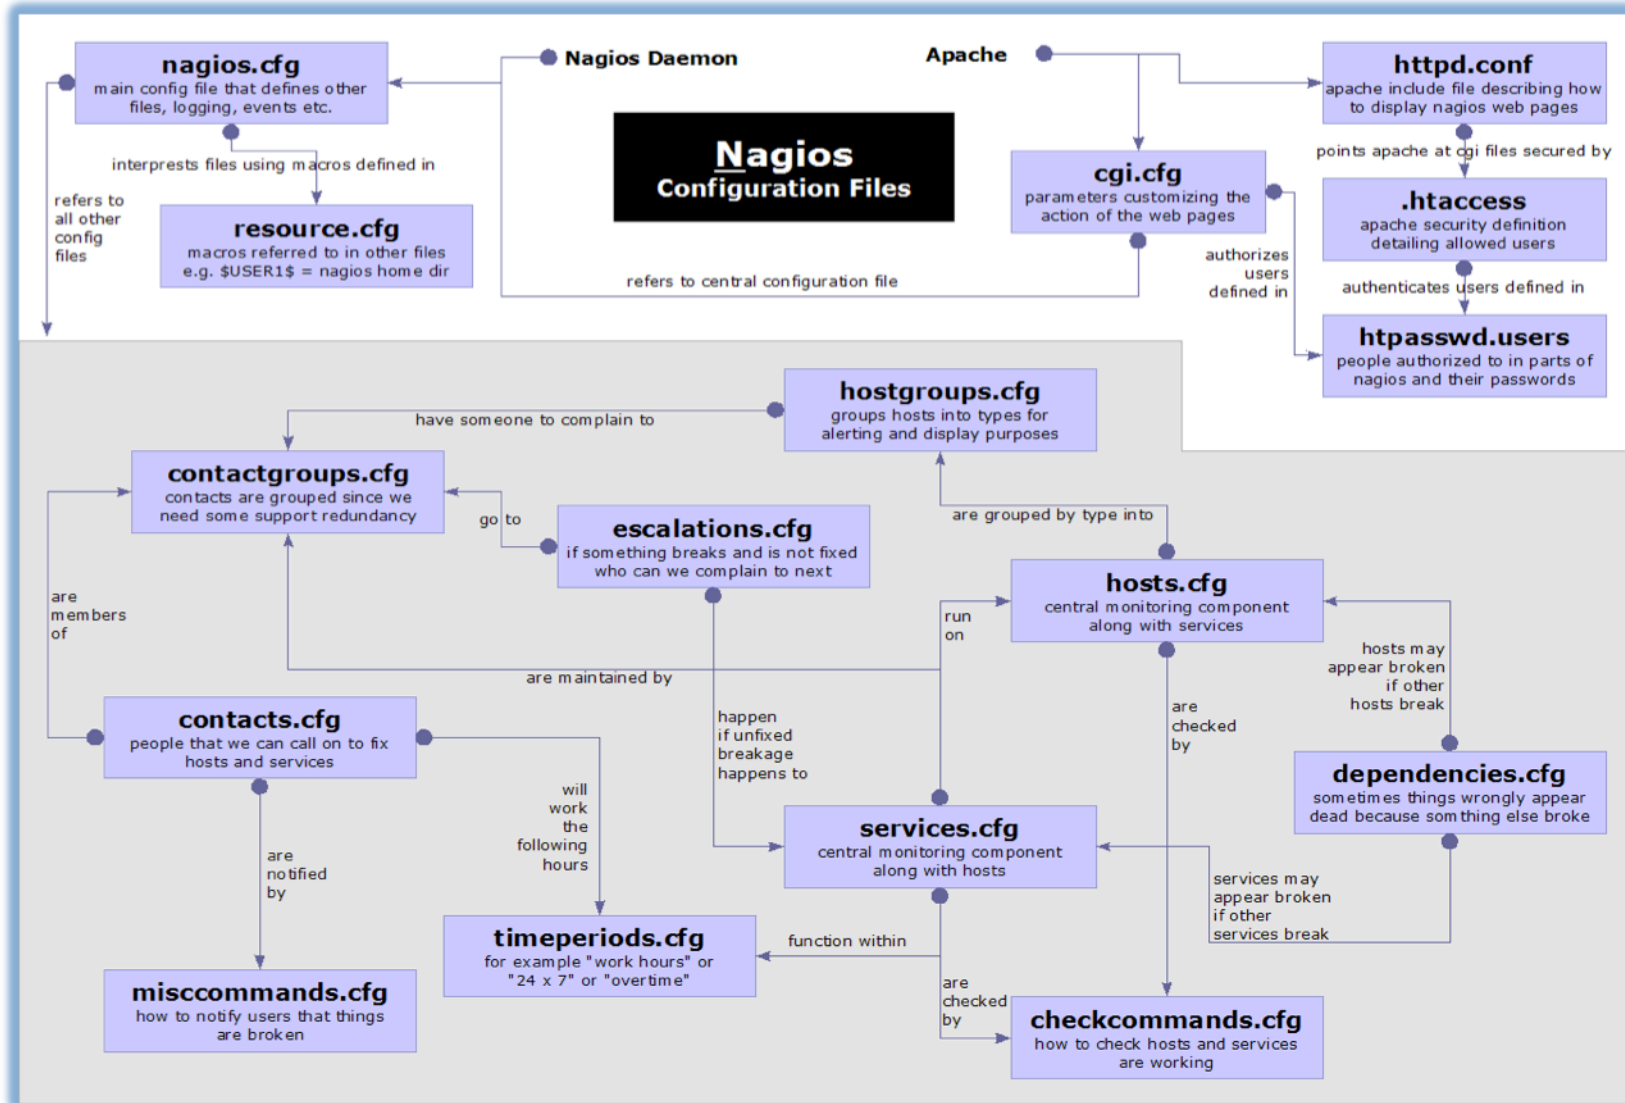 nagios.cfg
main config file that defines other
files, logging, events etc.
Nagios Daemon
Apache
httpd.conf
apache include file describing how
to display nagios web pages
Nagios
Configuration Files
interprests files using macros defined in
points apache at cgi files secured by
cgi.cfg
parameters customizing the
action of the web pages
refers to
all other
config
files
resource.cfg
macros referred to in other files
e.g. $USER1$ = nagios home dir
.htaccess
apache security definition
detailing allowed users
refers to central configuration file
authorizes
users
defined in
authenticates users defined in
htpasswd.users
people authorized to in parts of
nagios and their passwords
hostgroups.cfg
groups hosts into types for
alerting and display purposes
have someone to complain to
contactgroups.cfg
contacts are grouped since we
need some support redundancy
go to
escalations.cfg
if something breaks and is not fixed
who can we complain to next
are grouped by type into
hosts.cfg
central monitoring component
along with services
are
members
of
run
on
are maintained by
hosts may
appear broken
if other
hosts break
contacts.cfg
people that we can call on to fix
hosts and services
happen
if unfixed
breakage
happens to
are
checked
by
dependencies.cfg
sometimes things wrongly appear
dead because somthing else broke
will
work
the
following
hours
services.cfg
central monitoring component
along with hosts
are
notified
by
services may
appear broken
if other
services break
timeperiods.cfg
for example "work hours" or
"24 x 7" or "overtime"
function within
misccommands.cfg
how to notify users that things
are broken
are
checked
by
checkcommands.cfg
how to check hosts and services
are working